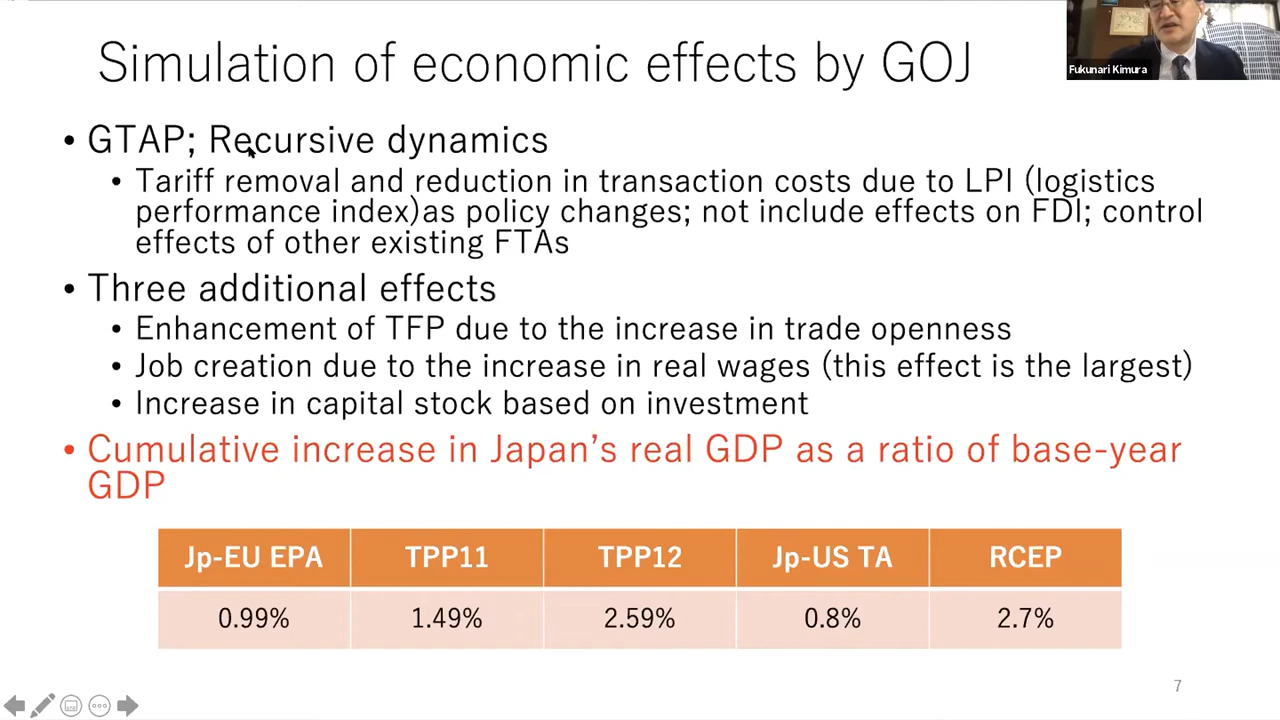 Simulation of economic effects by GOJ
Fukunari Kimura
• GTAP; Recursive dynamics
• Tariff removal and reduction in transaction costs due to LPI (logistics
performance index)as policy changes; not include effects on FDI; control
effects of other existing FTAs
• Three additional effects
• Enhancement of TFP due to the increase in trade openness
• Job creation due to the increase in real wages (this effect is the largest)
• Increase in capital stock based on investment
• Cumulative increase in Japan’s real GDP as a ratio of base-year
GDP
Jp-EU EPA TPP11 TPP12 Jp-US TA RCEP
0.99% 1.49% 2.59% 0.8% 2.7%
7